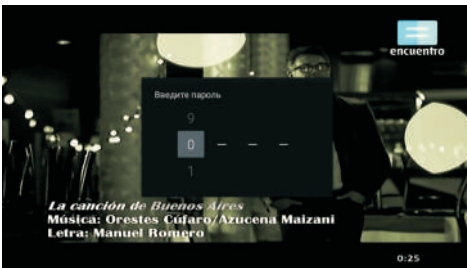 encuentro
Введите пароль
9
0 – – –
1
La canción de Buenos Aires
Música: Orestes Cúfaro/Azucena Maizani
Letra: Manuel Romero
0:25